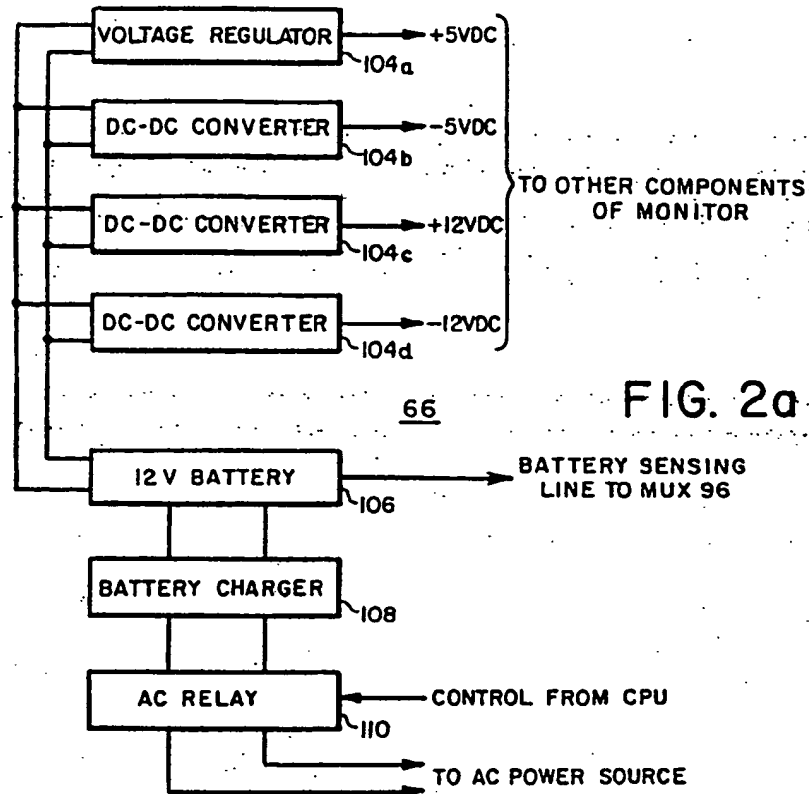 VOLTAGE REGULATOR
+5VDC
104a
DC-DC CONVERTER
-5VDC
104b
TO OTHER COMPONENTS
OF MONITOR
DC-DC CONVERTER
+12VDC
104c
DC-DC CONVERTER
-12VDC
104d
66
FIG. 2a
12V BATTERY
106
BATTERY SENSING
LINE TO MUX 96
BATTERY CHARGER
108
AC RELAY
110
CONTROL FROM CPU
TO AC POWER SOURCE